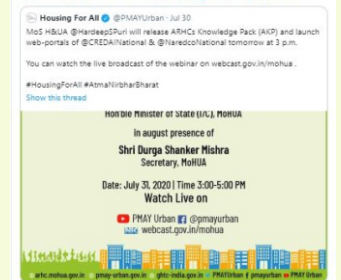 Housing For All @PMAYUrban · Jul 30
MoS H&UA @HardeepSPuri will release ARHCs Knowledge Pack (AKP) and launch
web-portals of @CREDAINational & @NaredcoNational tomorrow at 3 p.m.
You can watch the live broadcast of the webinar on webcast.gov.in/mohua .
#HousingForAll #AtmaNirbharBharat
Show this thread
Hon'ble Minister of State (I/C), MoHUA
in august presence of
Shri Durga Shanker Mishra
Secretary, MoHUA
Date: July 31, 2020 | Time 3:00-5:00 PM
Watch Live on
PMAY Urban @pmayurban
NIC webcast.gov.in/mohua
arhc.mohua.gov.in pmay-urban.gov.in ghtc-india.gov.in PMAYUrban pmayurban PMAY Urban